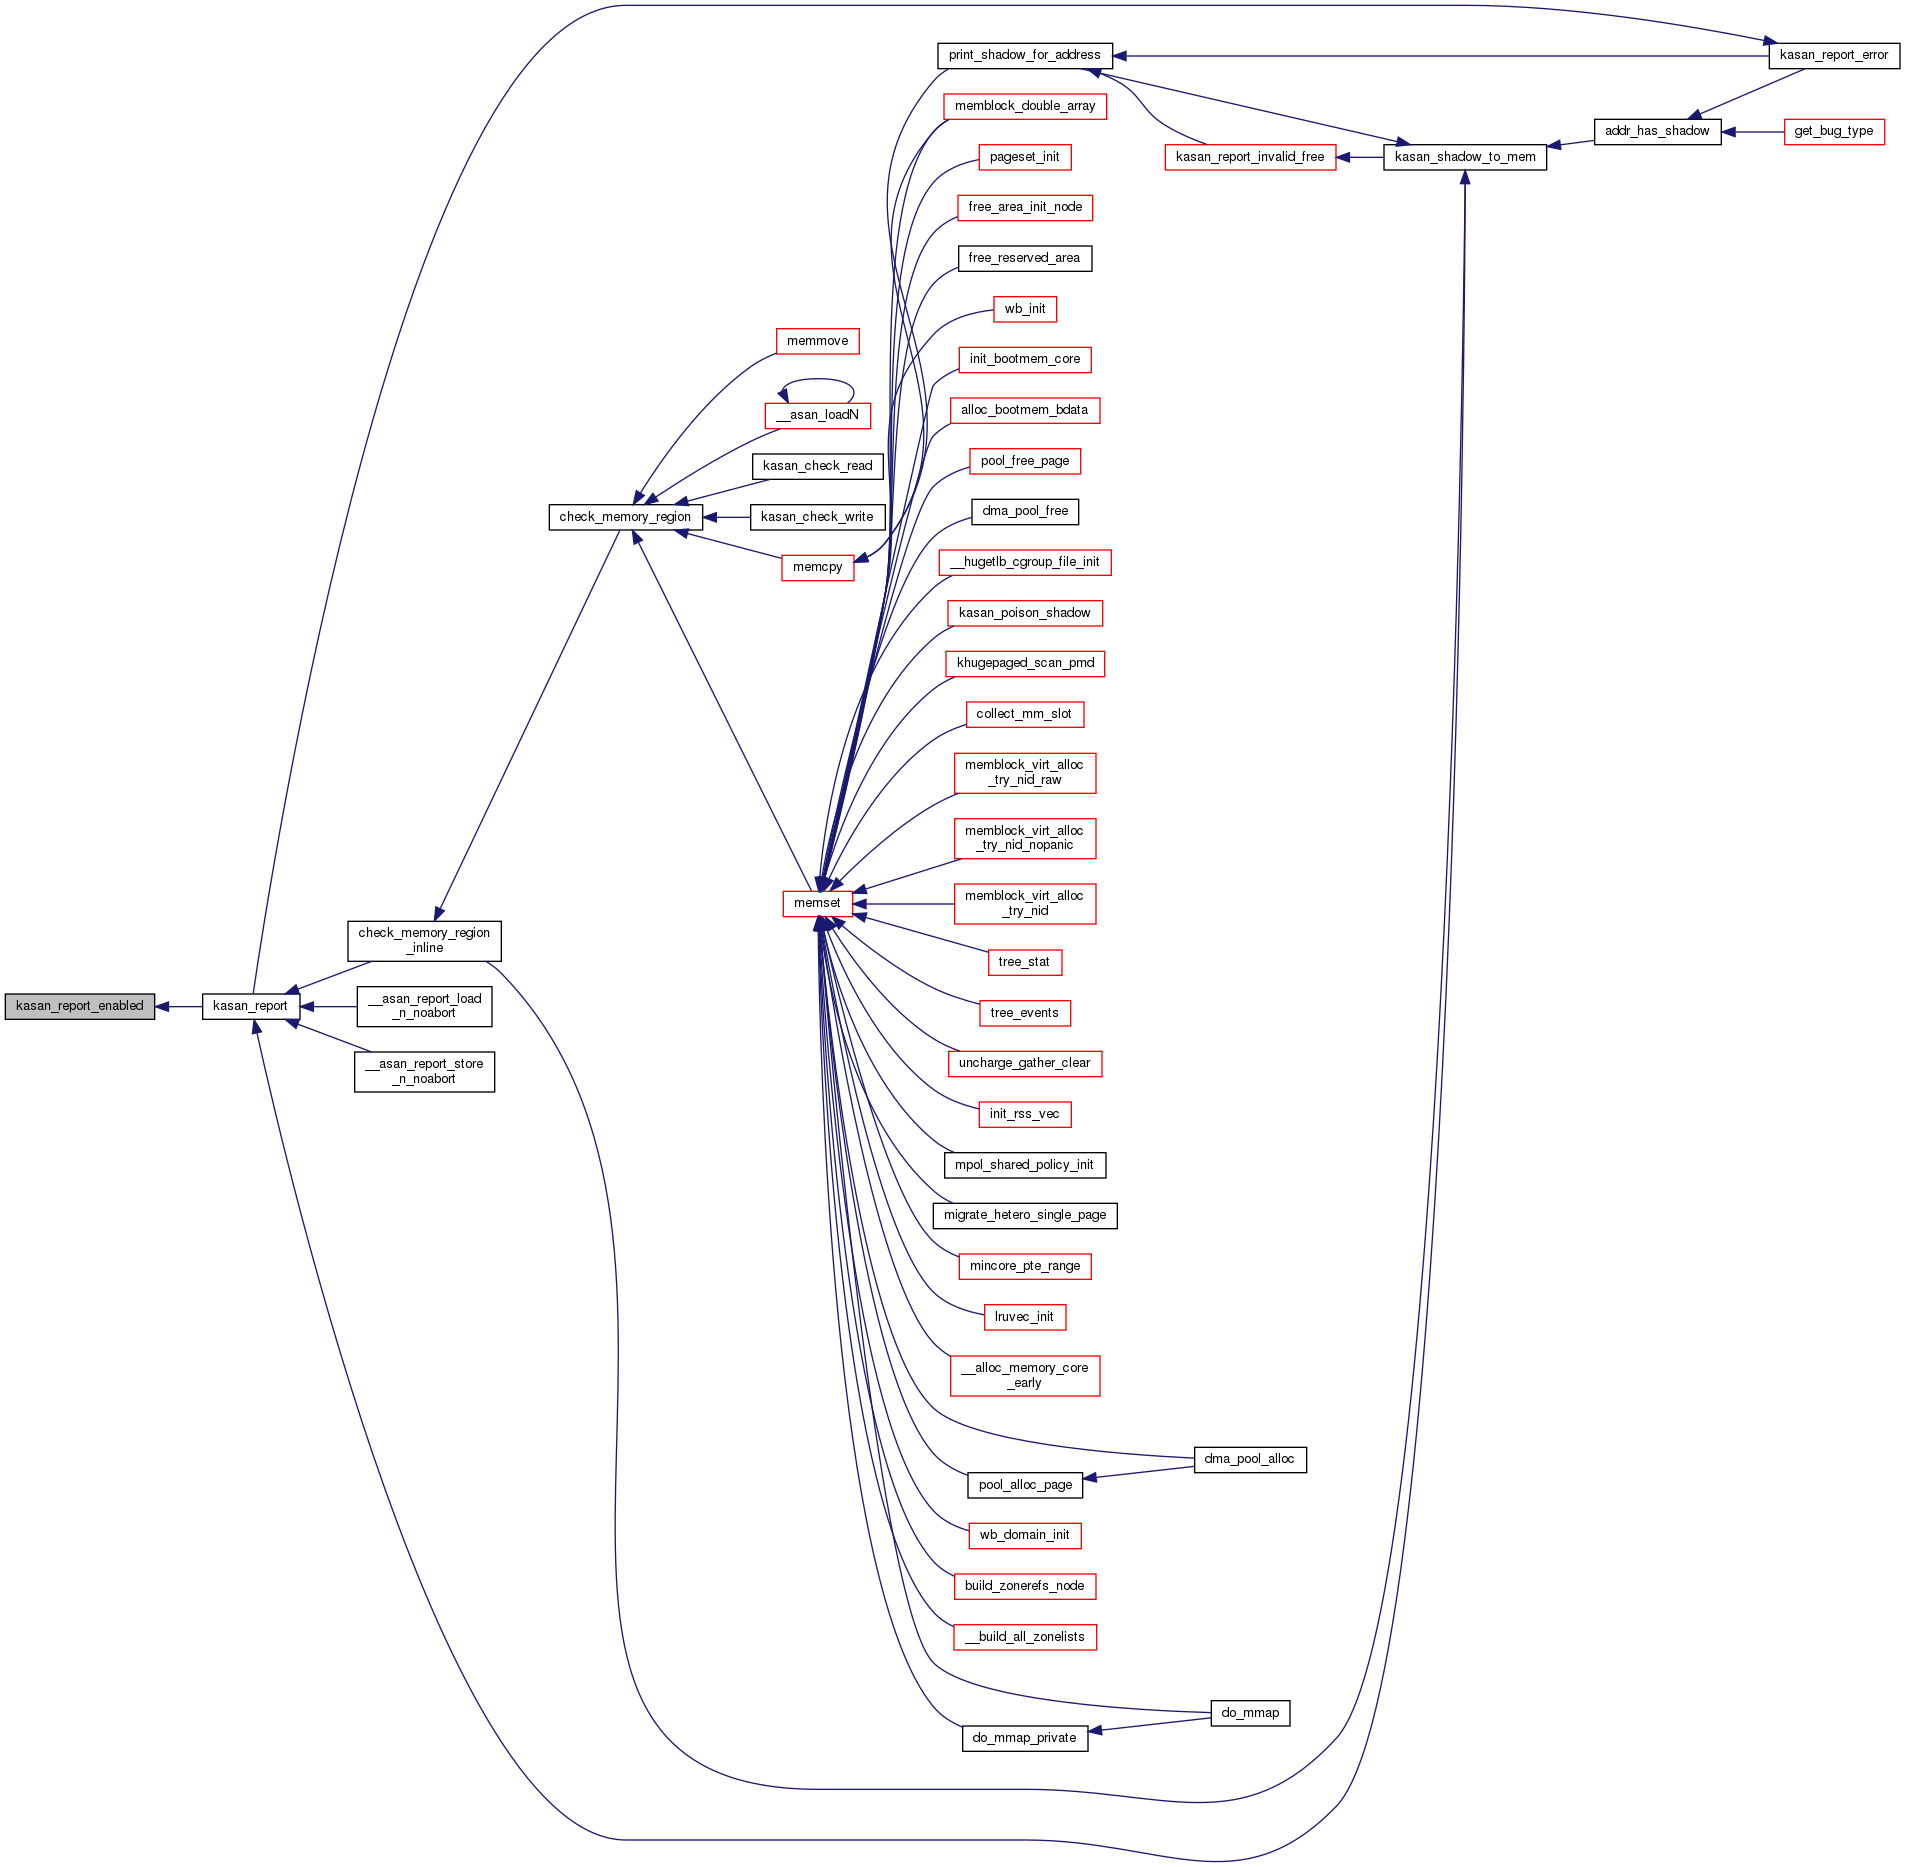 kasan_report_enabled
kasan_report
check_memory_region
_inline
__asan_report_load
_n_noabort
__asan_report_store
_n_noabort
check_memory_region
memmove
__asan_loadN
kasan_check_read
kasan_check_write
memcpy
memset
print_shadow_for_address
memblock_double_array
pageset_init
free_area_init_node
free_reserved_area
wb_init
init_bootmem_core
alloc_bootmem_bdata
pool_free_page
dma_pool_free
__hugetlb_cgroup_file_init
kasan_poison_shadow
khugepaged_scan_pmd
collect_mm_slot
memblock_virt_alloc
_try_nid_raw
memblock_virt_alloc
_try_nid_nopanic
memblock_virt_alloc
_try_nid
tree_stat
tree_events
uncharge_gather_clear
init_rss_vec
mpol_shared_policy_init
migrate_hetero_single_page
mincore_pte_range
lruvec_init
__alloc_memory_core
_early
pool_alloc_page
wb_domain_init
build_zonerefs_node
__build_all_zonelists
do_mmap_private
dma_pool_alloc
do_mmap
kasan_report_invalid_free
kasan_shadow_to_mem
addr_has_shadow
kasan_report_error
get_bug_type